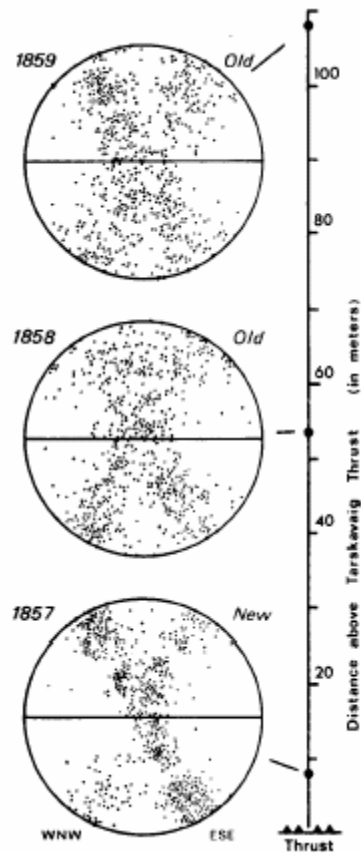 1859
Old
100
80
1858
Old
60
40
1857
New
20
WNW
ESE
Thrust
Distance above Tarskavaig Thrust (in meters)